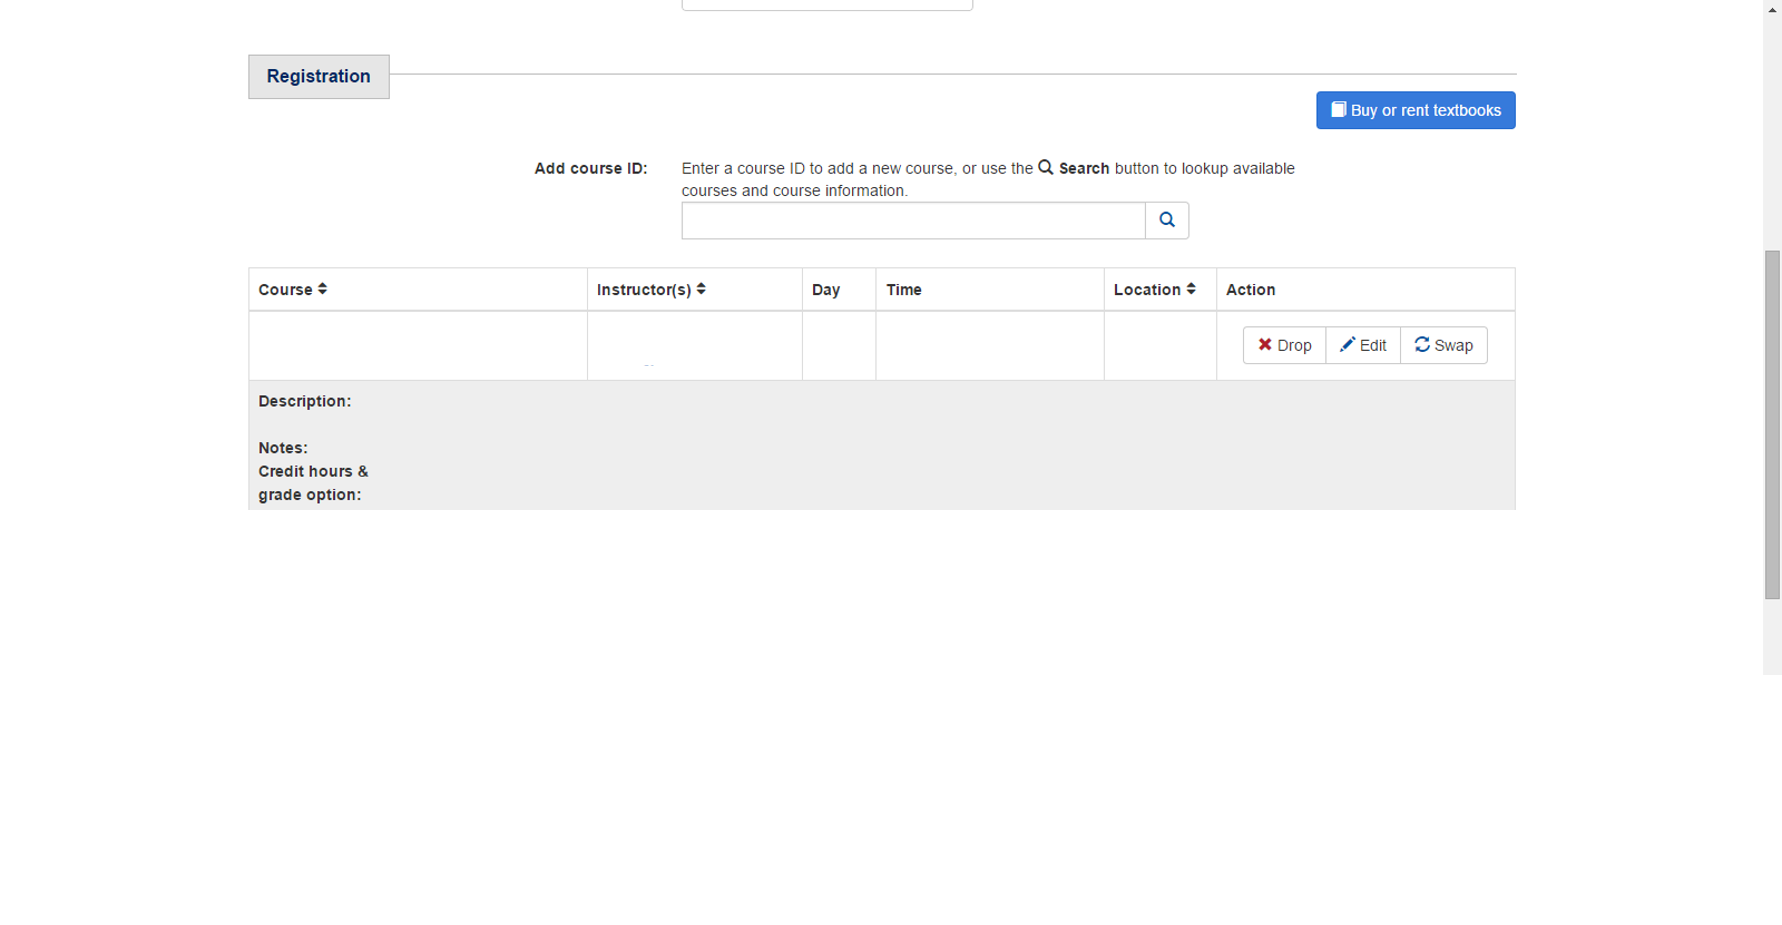 Registration
Buy or rent textbooks
Add course ID: Enter a course ID to add a new course, or use the Search button to lookup available
courses and course information.
Course Instructor(s) Day Time Location Action
Drop Edit Swap
Description:
Notes:
Credit hours &
grade option: